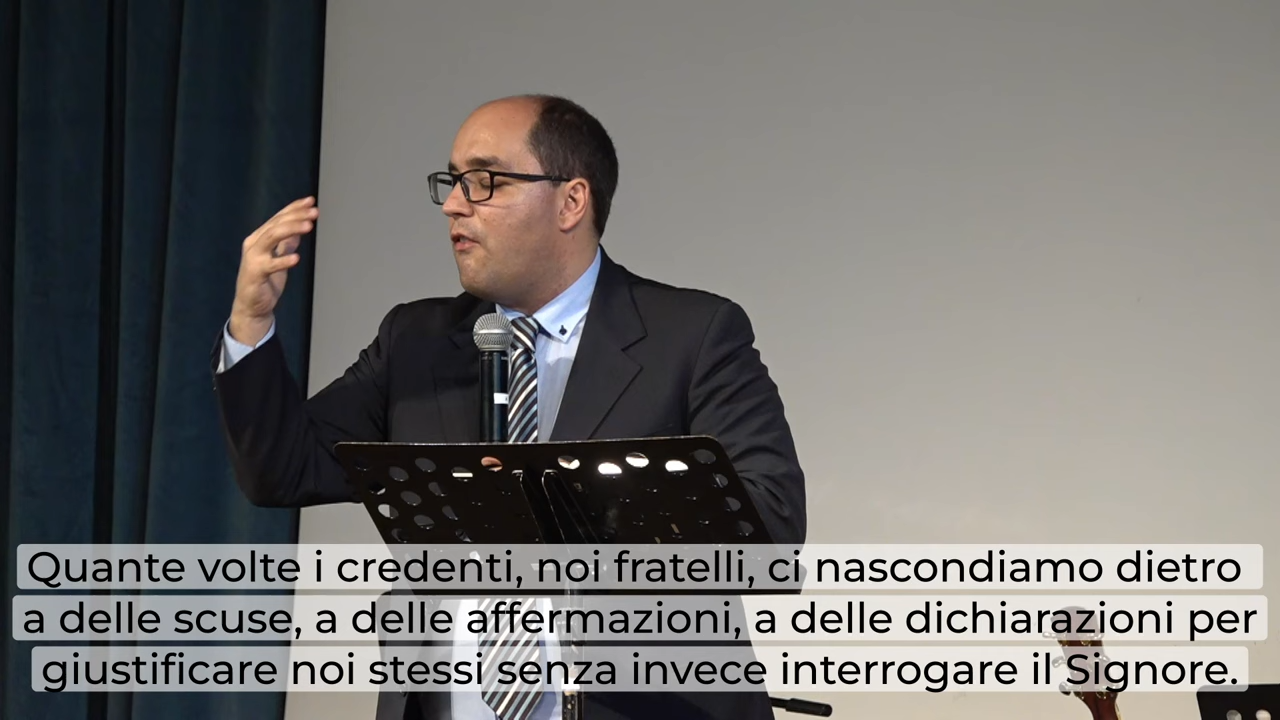 Quante volte i credenti, noi fratelli, ci nascondiamo dietro
a delle scuse, a delle affermazioni, a delle dichiarazioni per
giustificare noi stessi senza invece interrogare il Signore.